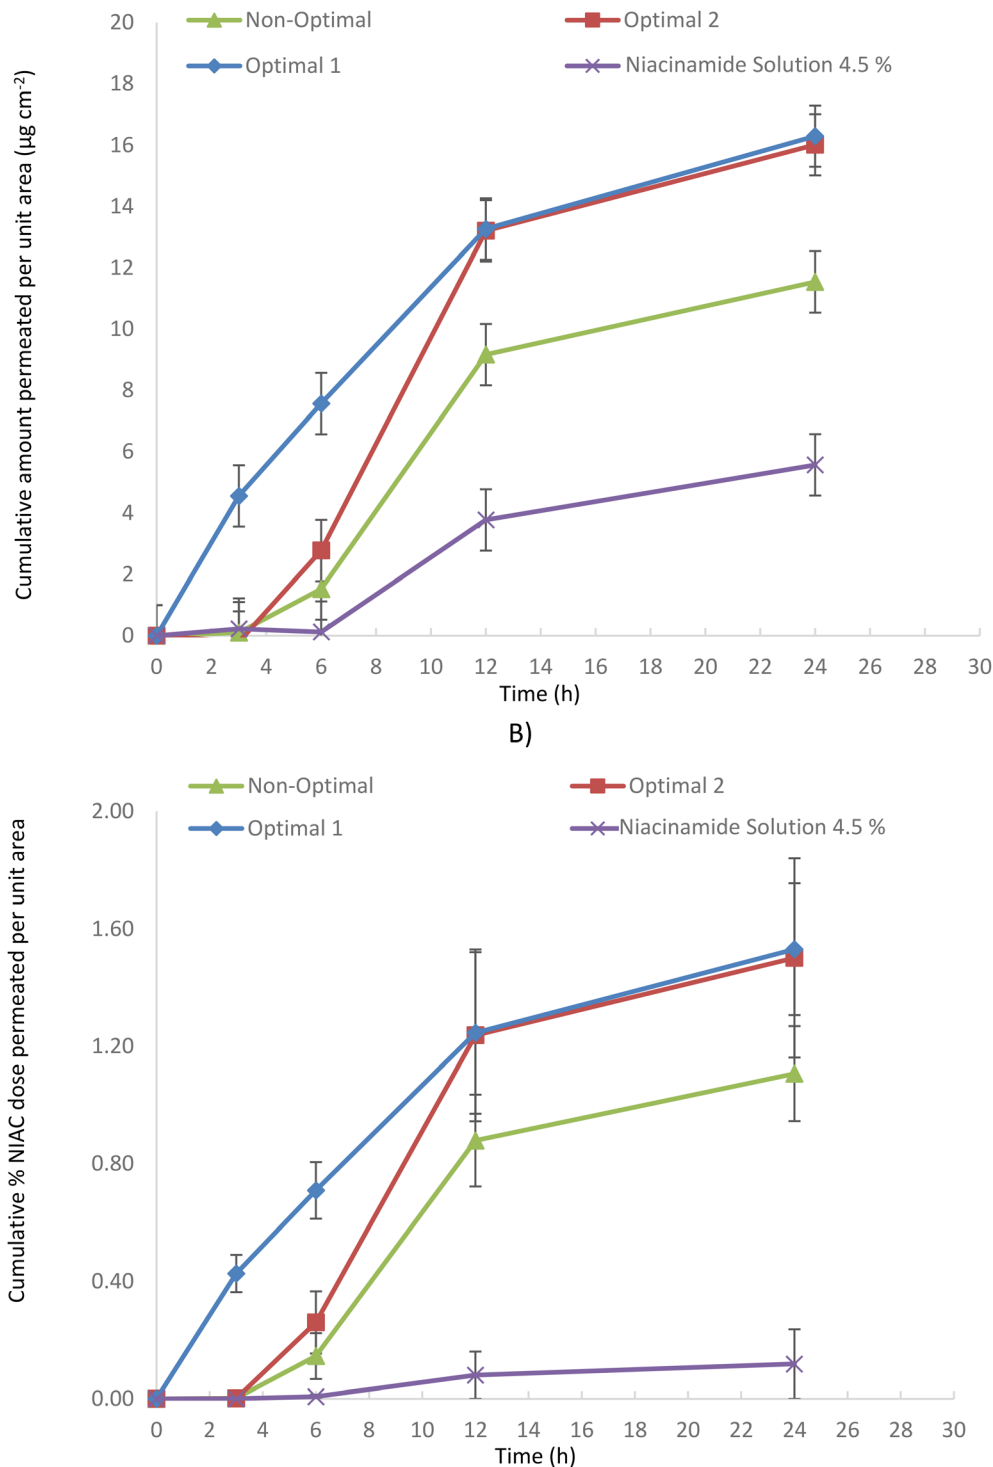 Non-Optimal
Optimal 2
Optimal 1
Niacinamide Solution 4.5 %
Cumulative amount permeated per unit area (µg cm-2)
20
18
16
14
12
10
8
6
4
2
0
0 2 4 6 8 10 12 14 16 18 20 22 24 26 28 30
Time (h)
B)
Non-Optimal
Optimal 2
Optimal 1
Niacinamide Solution 4.5 %
Cumulative % NIAC dose permeated per unit area
2.00
1.60
1.20
0.80
0.40
0.00
0 2 4 6 8 10 12 14 16 18 20 22 24 26 28 30
Time (h)